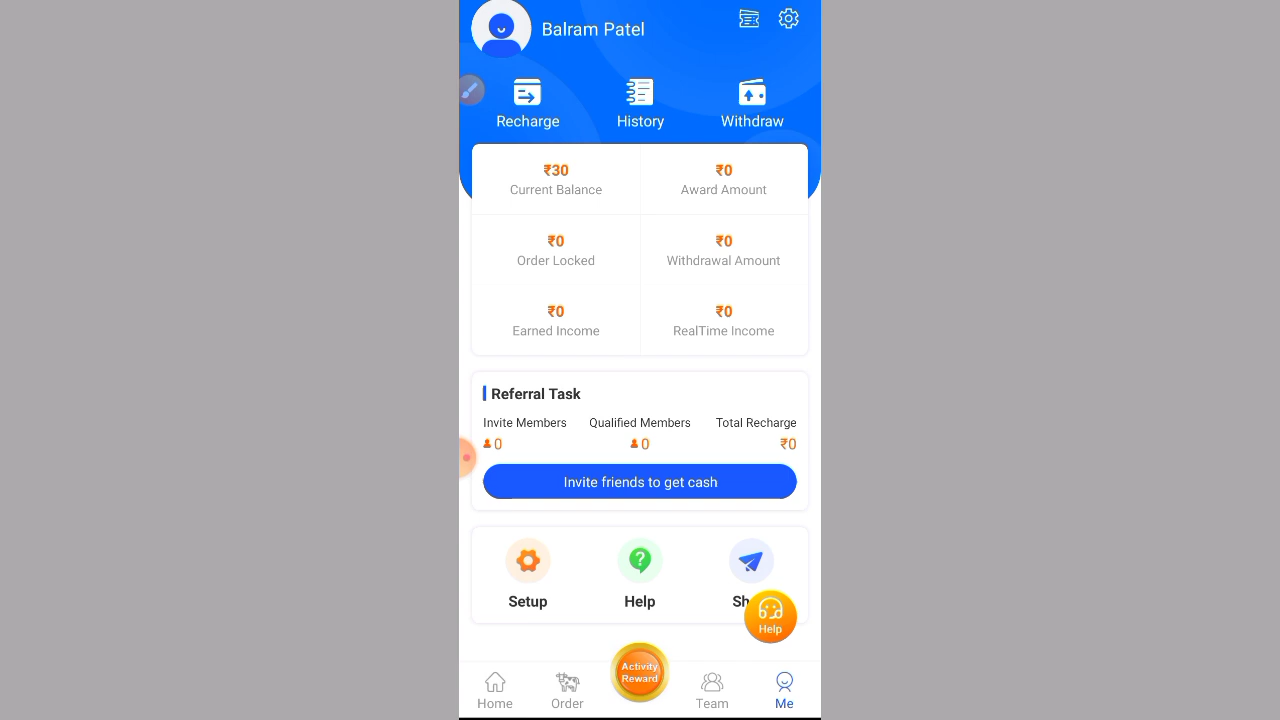 Balram Patel
Recharge History Withdraw
₹30 ₹0
Current Balance Award Amount
₹0 ₹0
Order Locked Withdrawal Amount
₹0 ₹0
Earned Income RealTime Income
Referral Task
Invite Members Qualified Members Total Recharge
0 0 ₹0
Invite friends to get cash
Setup Help Sh
Help
Activity
Reward
Home Order Team Me